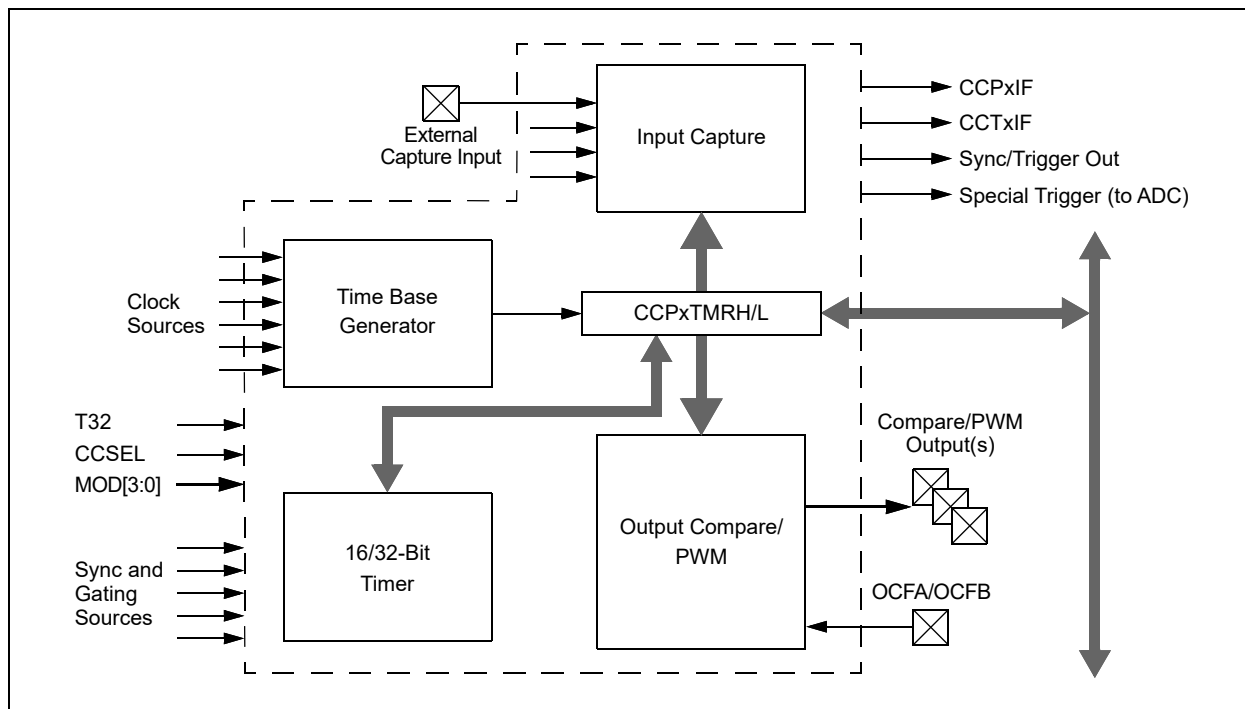 CCPxIF
External
Capture Input
Input Capture
CCTxIF
Sync/Trigger Out
Special Trigger (to ADC)
Clock
Sources
Time Base
Generator
CCPxTMRH/L
T32
CCSEL
MOD[3:0]
Compare/PWM
Output(s)
Sync and
Gating
Sources
16/32-Bit
Timer
Output Compare/
PWM
OCFA/OCFB